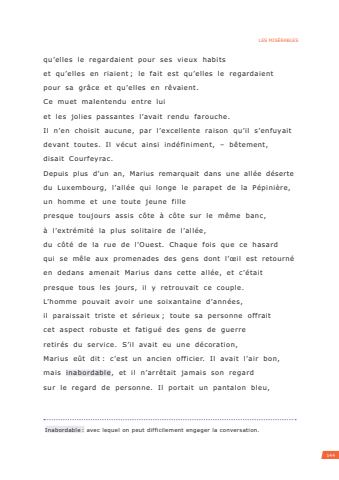 LES MISÉRABLES
qu'elles le regardaient pour ses vieux habits
et qu'elles en riaient ; le fait est qu'elles le regardaient
pour sa grâce et qu'elles en rêvaient.
Ce muet malentendu entre lui
et les jolies passantes l'avait rendu farouche.
Il n'en choisit aucune, par l'excellente raison qu'il s'enfuyait
devant toutes. Il vécut ainsi indéfiniment, – bêtement,
disait Courfeyrac.
Depuis plus d'un an, Marius remarquait dans une allée déserte
du Luxembourg, l'allée qui longe le parapet de la Pépinière,
un homme et une toute jeune fille
presque toujours assis côte à côte sur le même banc,
à l'extrémité la plus solitaire de l'allée,
du côté de la rue de l'Ouest. Chaque fois que ce hasard
qui se mêle aux promenades des gens dont l'œil est retourné
en dedans amenait Marius dans cette allée, et c'était
presque tous les jours, il y retrouvait ce couple.
L'homme pouvait avoir une soixantaine d'années,
il paraissait triste et sérieux ; toute sa personne offrait
cet aspect robuste et fatigué des gens de guerre
retirés du service. S'il avait eu une décoration,
Marius eût dit : c'est un ancien officier. Il avait l'air bon,
mais inabordable, et il n'arrêtait jamais son regard
sur le regard de personne. Il portait un pantalon bleu,
Inabordable : avec lequel on peut difficilement engager la conversation.
144